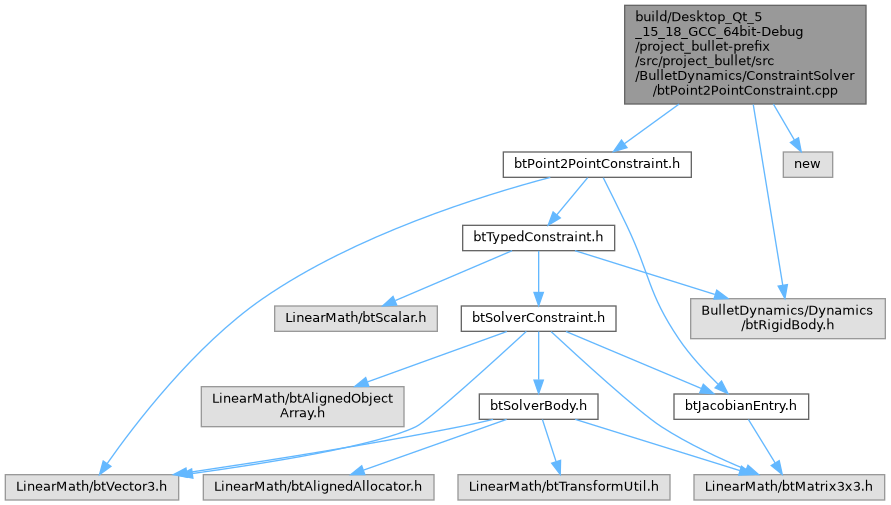 build/Desktop_Qt_5
_15_18_GCC_64bit-Debug
/project_bullet-prefix
/src/project_bullet/src
/BulletDynamics/ConstraintSolver
/btPoint2PointConstraint.cpp
btPoint2PointConstraint.h
new
btTypedConstraint.h
LinearMath/btScalar.h
btSolverConstraint.h
BulletDynamics/Dynamics
/btRigidBody.h
LinearMath/btAlignedObject
Array.h
btSolverBody.h
btJacobianEntry.h
LinearMath/btVector3.h
LinearMath/btAlignedAllocator.h
LinearMath/btTransformUtil.h
LinearMath/btMatrix3x3.h